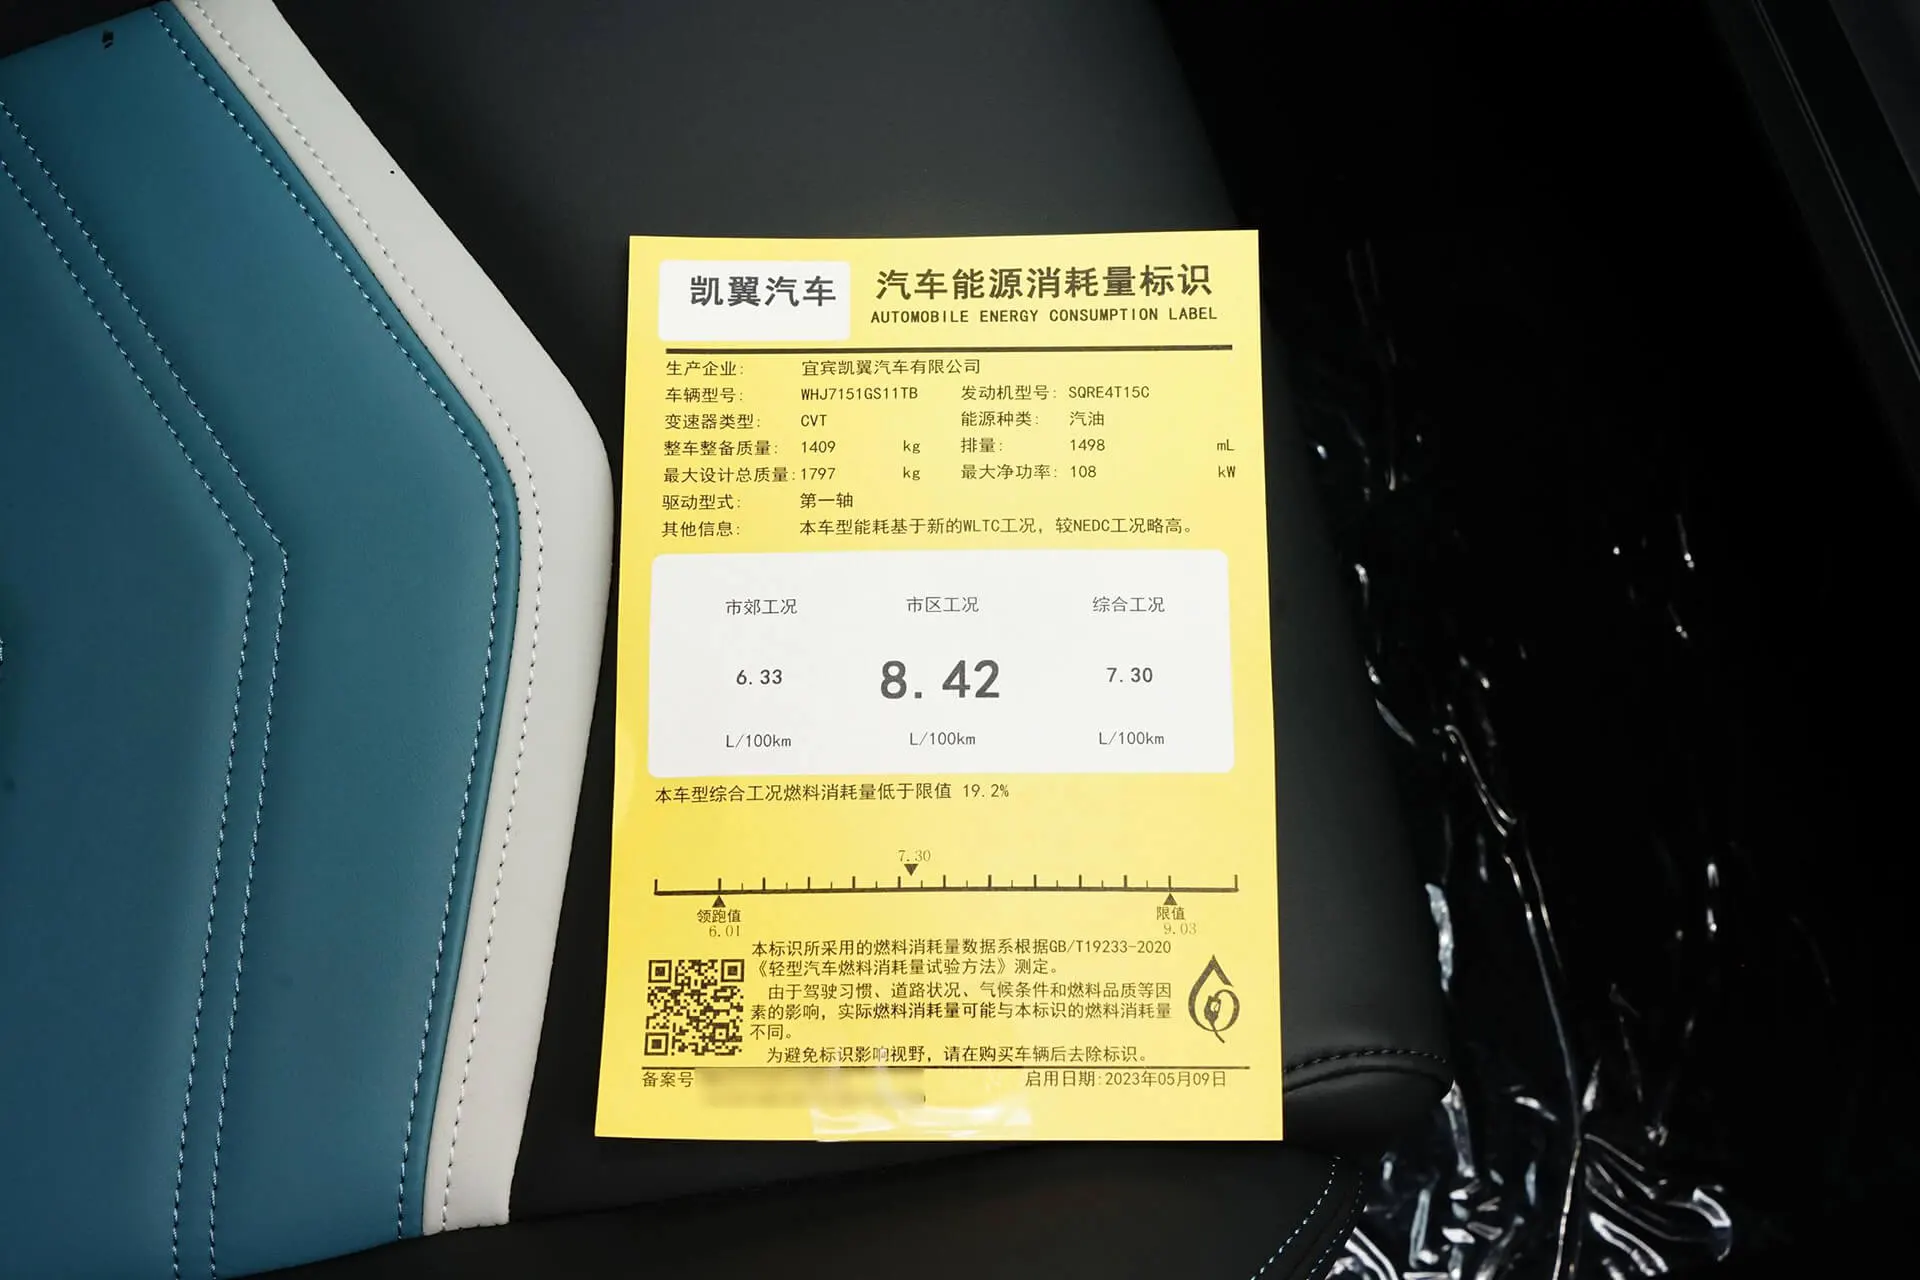 凯翼汽车
汽车能源消耗量标识
AUTOMOBILE ENERGY CONSUMPTION LABEL
生产企业: 宜宾凯翼汽车有限公司
车辆型号: WHJ7151GS11TB 发动机型号: SQRE4T15C
变速器类型: CVT 能源种类: 汽油
整车整备质量: 1409 kg 排量: 1498 mL
最大设计总质量: 1797 kg 最大净功率: 108 kW
驱动型式: 第一轴
其他信息: 本车型能耗基于新的WLTC工况，较NEDC工况略高。
市郊工况 市区工况 综合工况
6.33 8.42 7.30
L/100km L/100km L/100km
本车型综合工况燃料消耗量低于限值 19.2%
7.30
领跑值 限值
6.01 9.03
本标识所采用的燃料消耗量数据系根据GB/T19233-2020
《轻型汽车燃料消耗量试验方法》测定。
由于驾驶习惯、道路状况、气候条件和燃料品质等因
素的影响，实际燃料消耗量可能与本标识的燃料消耗量
不同。
为避免标识影响视野，请在购买车辆后去除标识。
备案号 启用日期:2023年05月09日